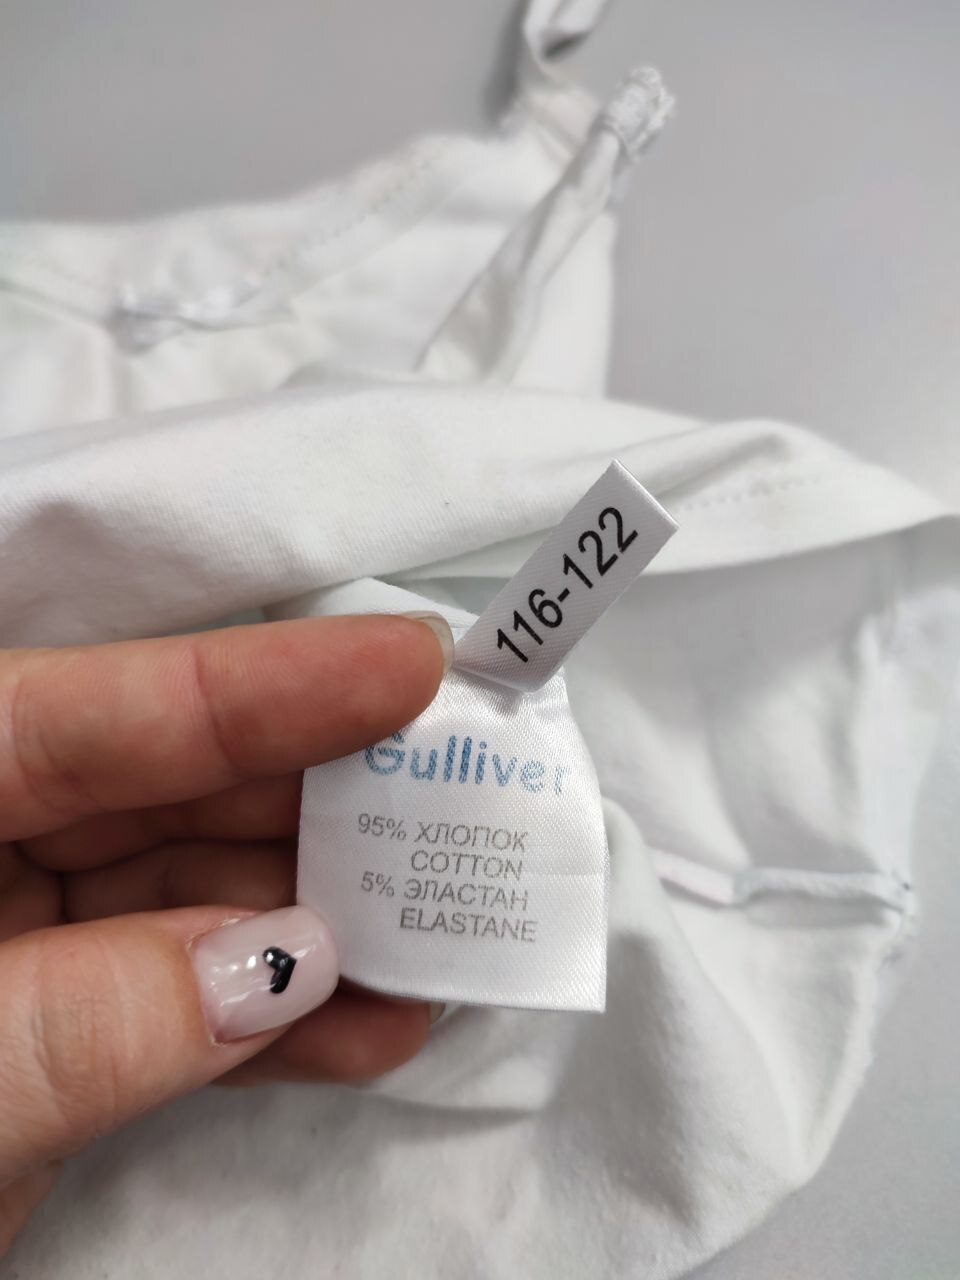 116-122
Gulliver
95% ХЛОПОК
COTTON
5% ЭЛАСТАН
ELASTANE